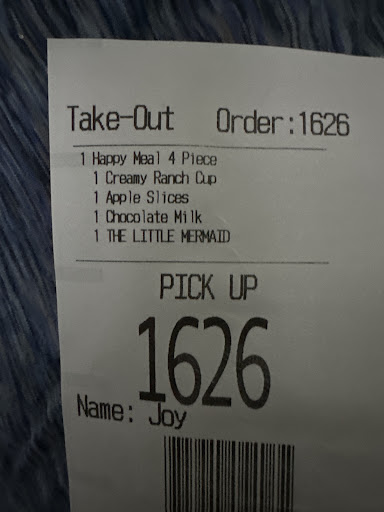 Take-Out Order:1626
1 Happy Meal 4 Piece
1 Creamy Ranch Cup
1 Apple Slices
1 Chocolate Milk
1 THE LITTLE MERMAID
PICK UP
1626
Name: Joy